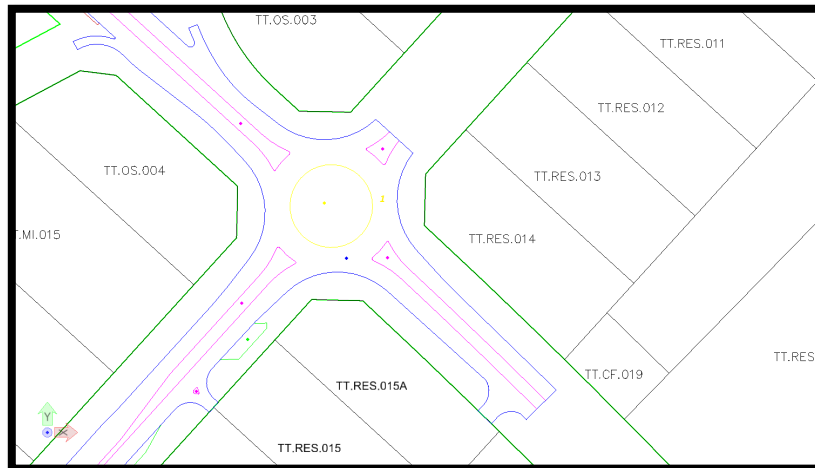 TT.OS.003
TT.RES.011
TT.RES.012
TT.OS.004
TT.RES.013
T.MI.015
TT.RES.014
TT.RES
TT.CF.019
TT.RES.015A
Y
X
TT.RES.015